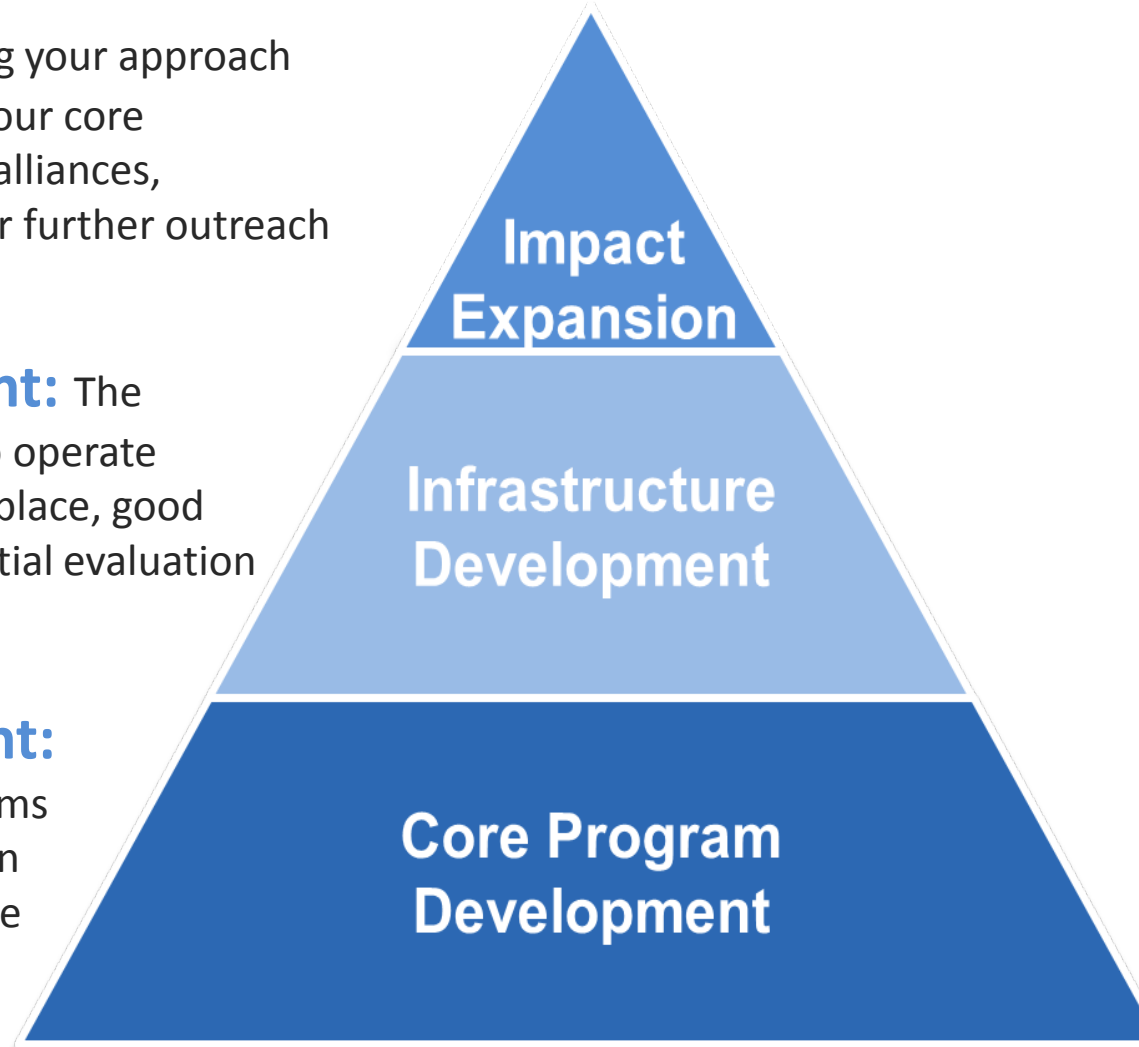 g your approach
our core
alliances,
r further outreach
Impact
Expansion
nt: The
operate
place, good
tial evaluation
Infrastructure
Development
nt:
ms
n
e
Core Program
Development